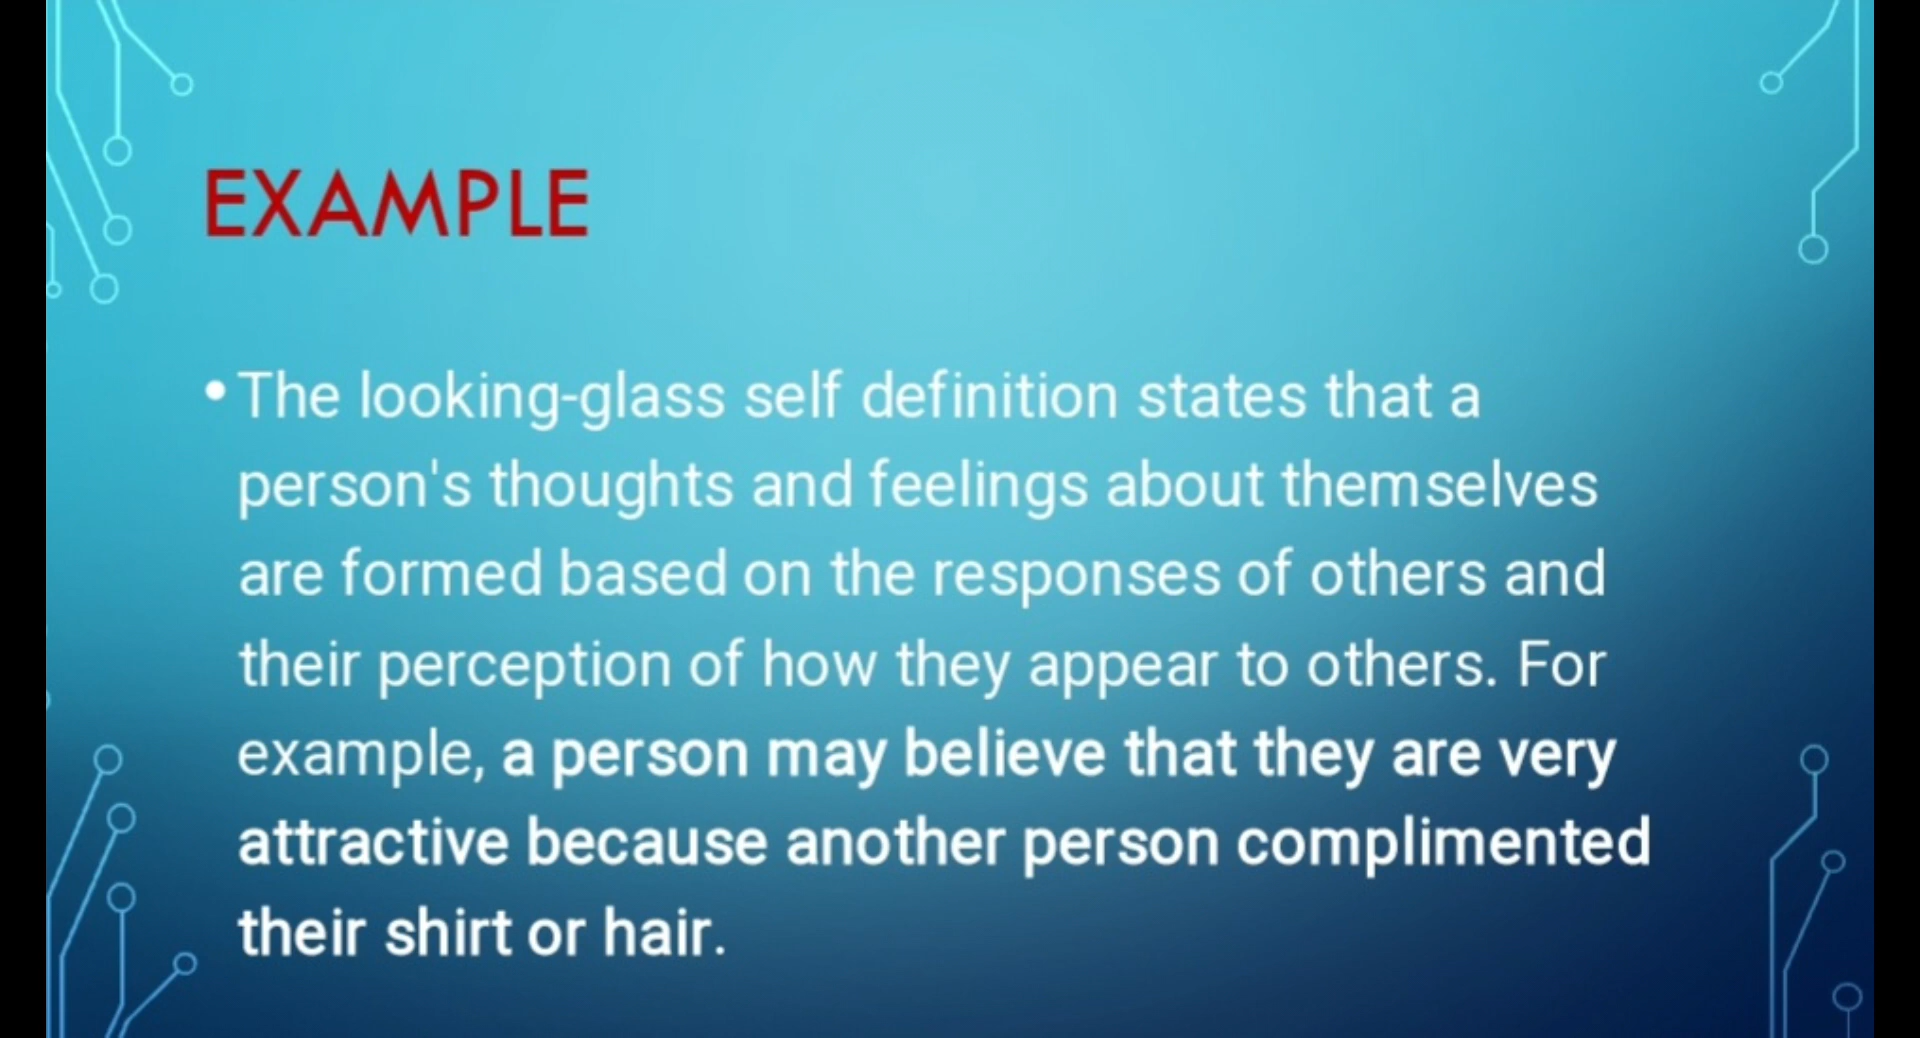 EXAMPLE
• The looking-glass self definition states that a
person's thoughts and feelings about themselves
are formed based on the responses of others and
their perception of how they appear to others. For
example, a person may believe that they are very
attractive because another person complimented
their shirt or hair.